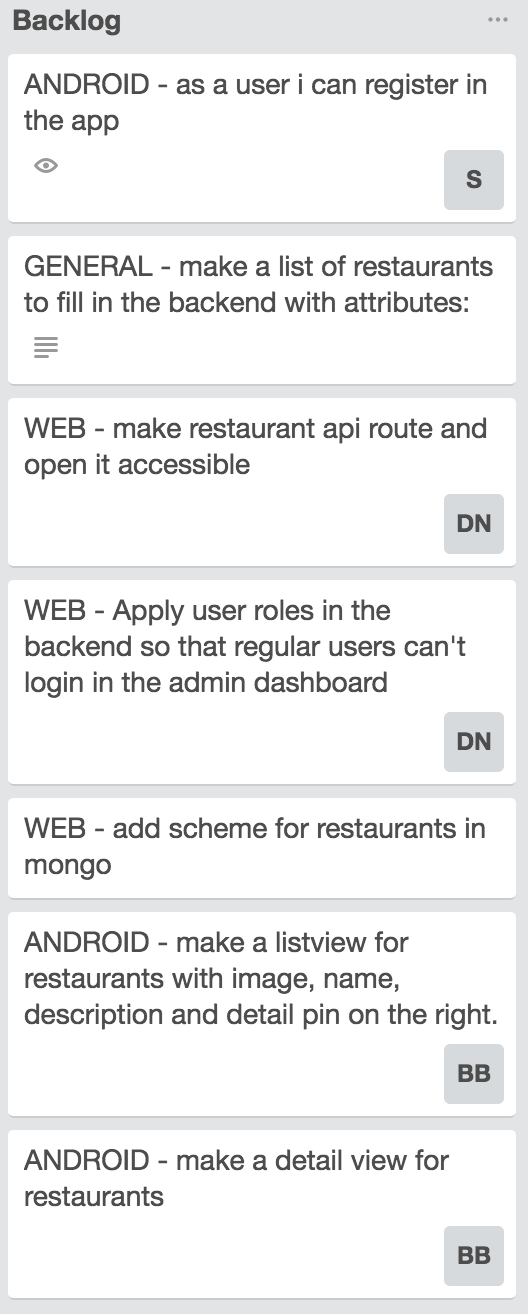 Backlog
ANDROID - as a user i can register in
the app
S
GENERAL - make a list of restaurants
to fill in the backend with attributes:
WEB - make restaurant api route and
open it accessible
DN
WEB - Apply user roles in the
backend so that regular users can't
login in the admin dashboard
DN
WEB - add scheme for restaurants in
mongo
ANDROID - make a listview for
restaurants with image, name,
description and detail pin on the right.
BB
ANDROID - make a detail view for
restaurants
BB